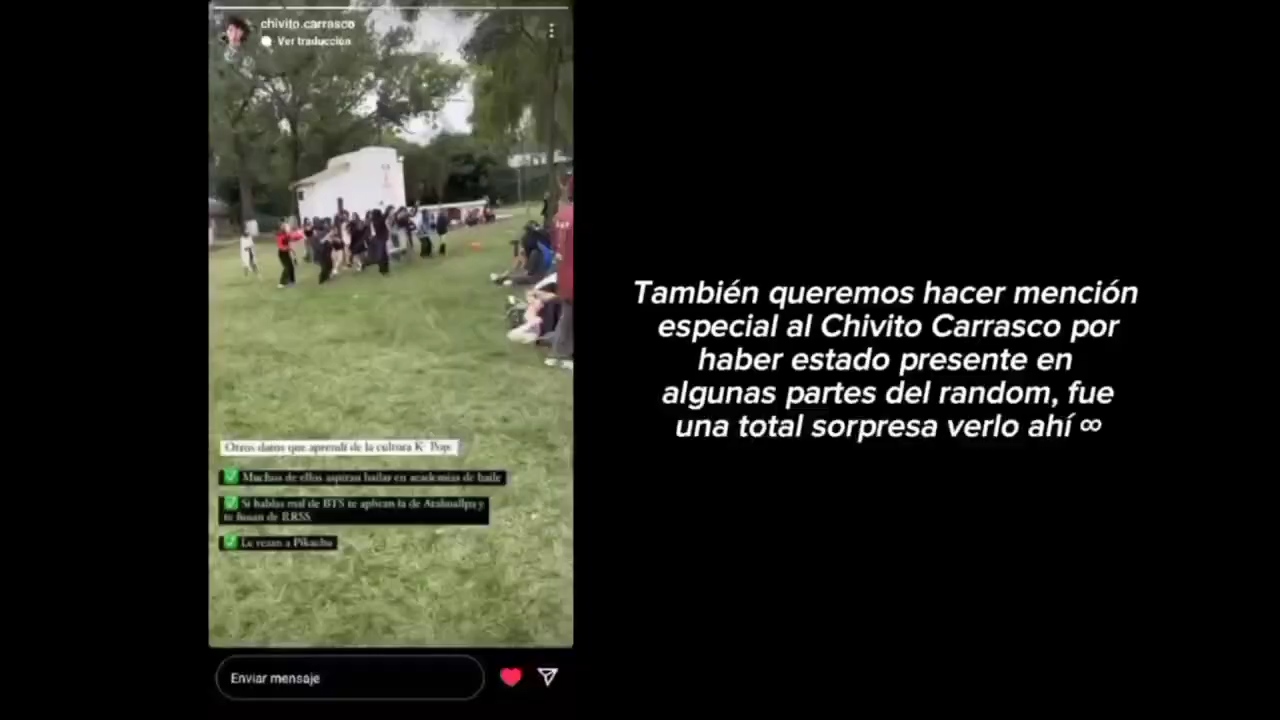 chivito.carrasco
Ver traducción
Otros datos que aprendí de la cultura K- Pop:
✅ Muchos de ellos aspiran bailar en academias de baile
✅ Si hablas mal de BTS te aplican la de Atahuallpa y
te funan de RRSS.
✅ Le rezan a Pikachu
Enviar mensaje
También queremos hacer mención
especial al Chivito Carrasco por
haber estado presente en
algunas partes del random, fue
una total sorpresa verlo ahí ∞